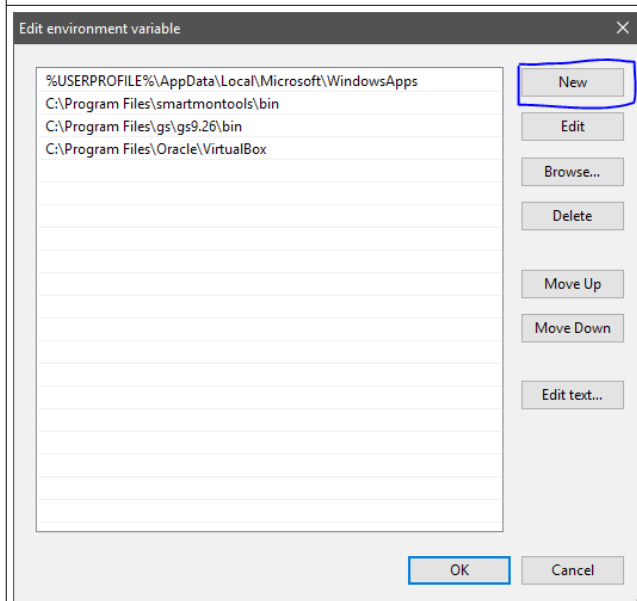 Edit environment variable
%USERPROFILE%\AppData\Local\Microsoft\WindowsApps
C:\Program Files\smartmontools\bin
C:\Program Files\gs\gs9.26\bin
C:\Program Files\Oracle\VirtualBox
New
Edit
Browse...
Delete
Move Up
Move Down
Edit text...
OK
Cancel